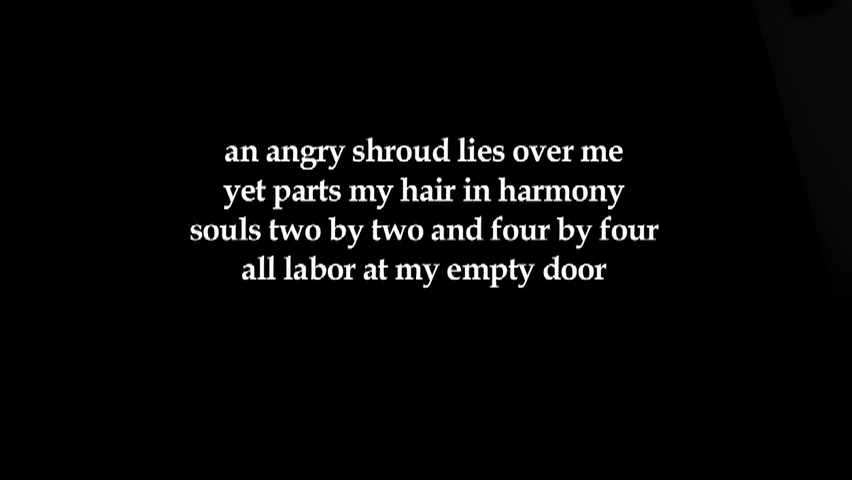 an angry shroud lies over me
yet parts my hair in harmony
souls two by two and four by four
all labor at my empty door